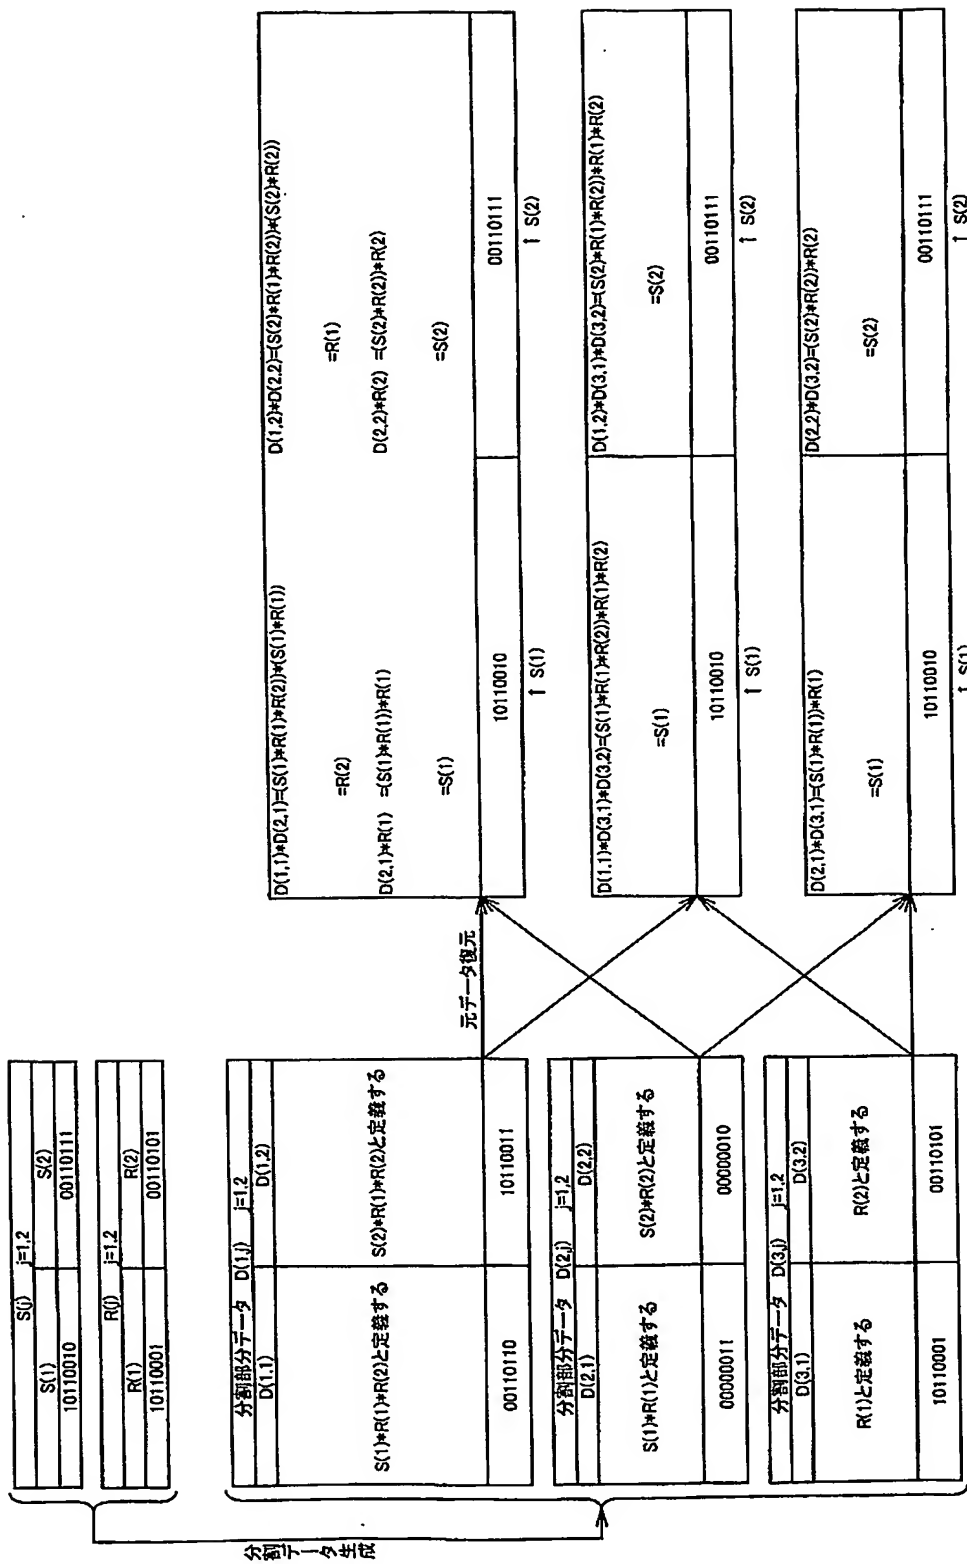 分割データ生成
S(j) j=1,2
S(1) S(2)
10110010 00110111
R(j) j=1,2
R(1) R(2)
10110001 00110101
分割部分データ D(1,j) j=1,2
D(1,1) D(1,2)
S(1)*R(1)*R(2)と定義する S(2)*R(1)*R(2)と定義する
00110110 10110011
分割部分データ D(2,j) j=1,2
D(2,1) D(2,2)
S(1)*R(1)と定義する S(2)*R(2)と定義する
00000011 00000010
分割部分データ D(3,j) j=1,2
D(3,1) D(3,2)
R(1)と定義する R(2)と定義する
10110001 00110101
元データ復元
D(1,1)*D(2,1)=(S(1)*R(1)*R(2))*(S(1)*R(1)) D(1,2)*D(2,2)=(S(2)*R(1)*R(2))*(S(2)*R(2))
=R(2) =R(1)
D(2,1)*R(1) =(S(1)*R(1))*R(1) D(2,2)*R(2) =(S(2)*R(2))*R(2)
=S(1) =S(2)
10110010 00110111
↑ S(1) ↑ S(2)
D(1,1)*D(3,1)*D(3,2)=(S(1)*R(1)*R(2))*R(1)*R(2) D(1,2)*D(3,1)*D(3,2)=(S(2)*R(1)*R(2))*R(1)*R(2)
=S(1) =S(2)
10110010 00110111
↑ S(1) ↑ S(2)
D(2,1)*D(3,1)=(S(1)*R(1))*R(1) D(2,2)*D(3,2)=(S(2)*R(2))*R(2)
=S(1) =S(2)
10110010 00110111
↑ S(1) ↑ S(2)